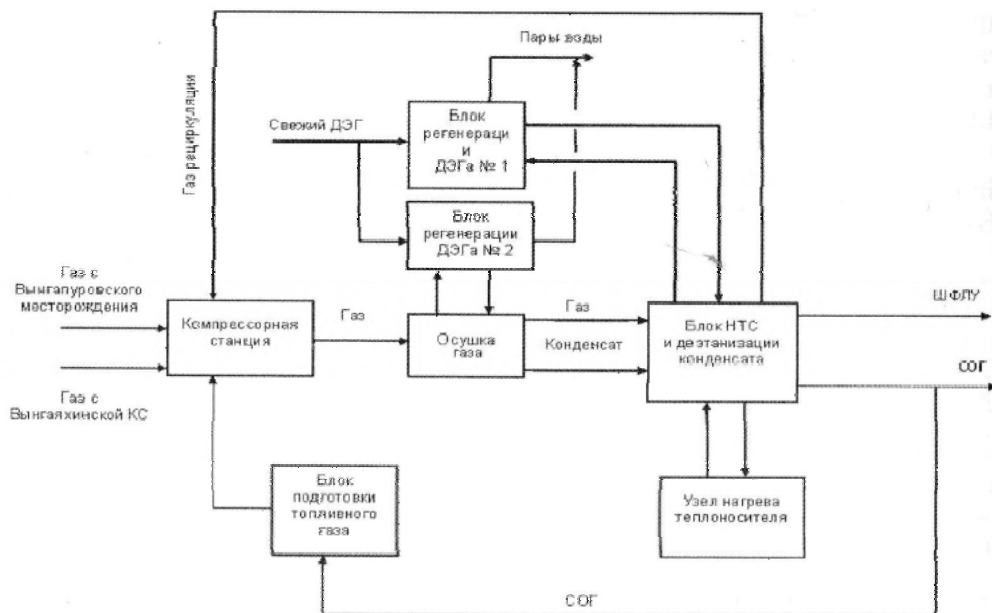 Пары воды
Газ рециркуляции
Свежий ДЭГ
Блок
регенераци
и
ДЭГа № 1
Блок
регенерации
ДЭГа № 2
Газ с
Вынгапуровского
месторождения
Компрессорная
станция
Газ
Осушка
газа
Газ
Конденсат
Блок НТС
и деэтанизации
конденсата
ШФЛУ
СОГ
Газ с
Вынгаяхинской КС
Блок
подготовки
топливного
газа
Узел нагрева
теплоносителя
СОГ